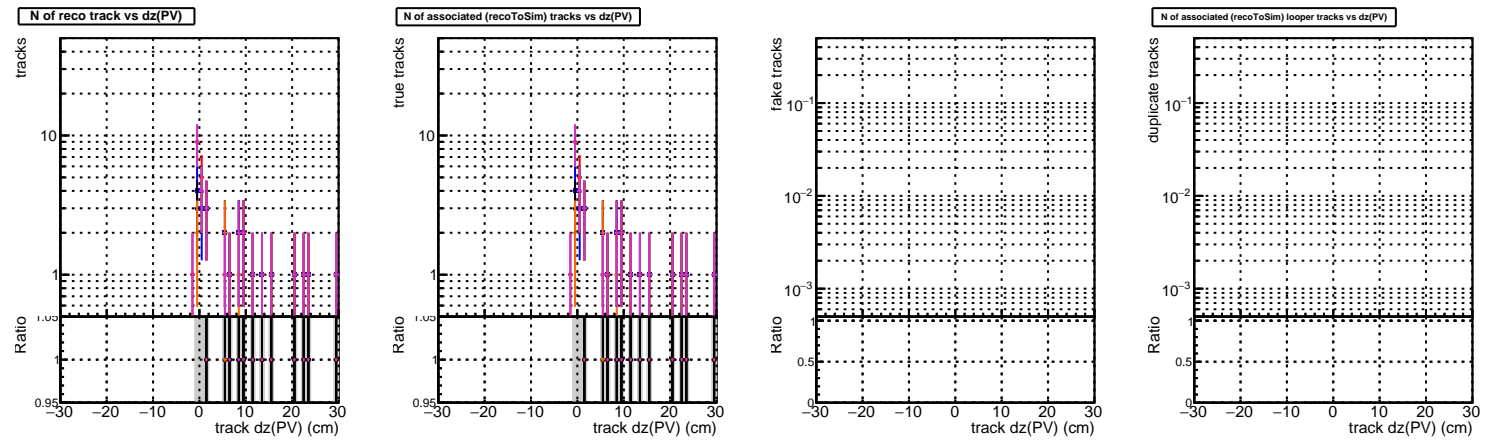 N of reco track vs dz(PV)
tracks
10
1
Ratio
1.05
1
0.95
−30 −20 −10 0 10 20 30
track dz(PV) (cm)
N of associated (recoToSim) tracks vs dz(PV)
true tracks
10
1
Ratio
1.05
1
0.95
−30 −20 −10 0 10 20 30
track dz(PV) (cm)
fake tracks
10−1
10−2
10−3
Ratio
1
0.5
0
−30 −20 −10 0 10 20 30
track dz(PV) (cm)
N of associated (recoToSim) looper tracks vs dz(PV)
duplicate tracks
10−1
10−2
10−3
Ratio
1
0.5
0
−30 −20 −10 0 10 20 30
track dz(PV) (cm)